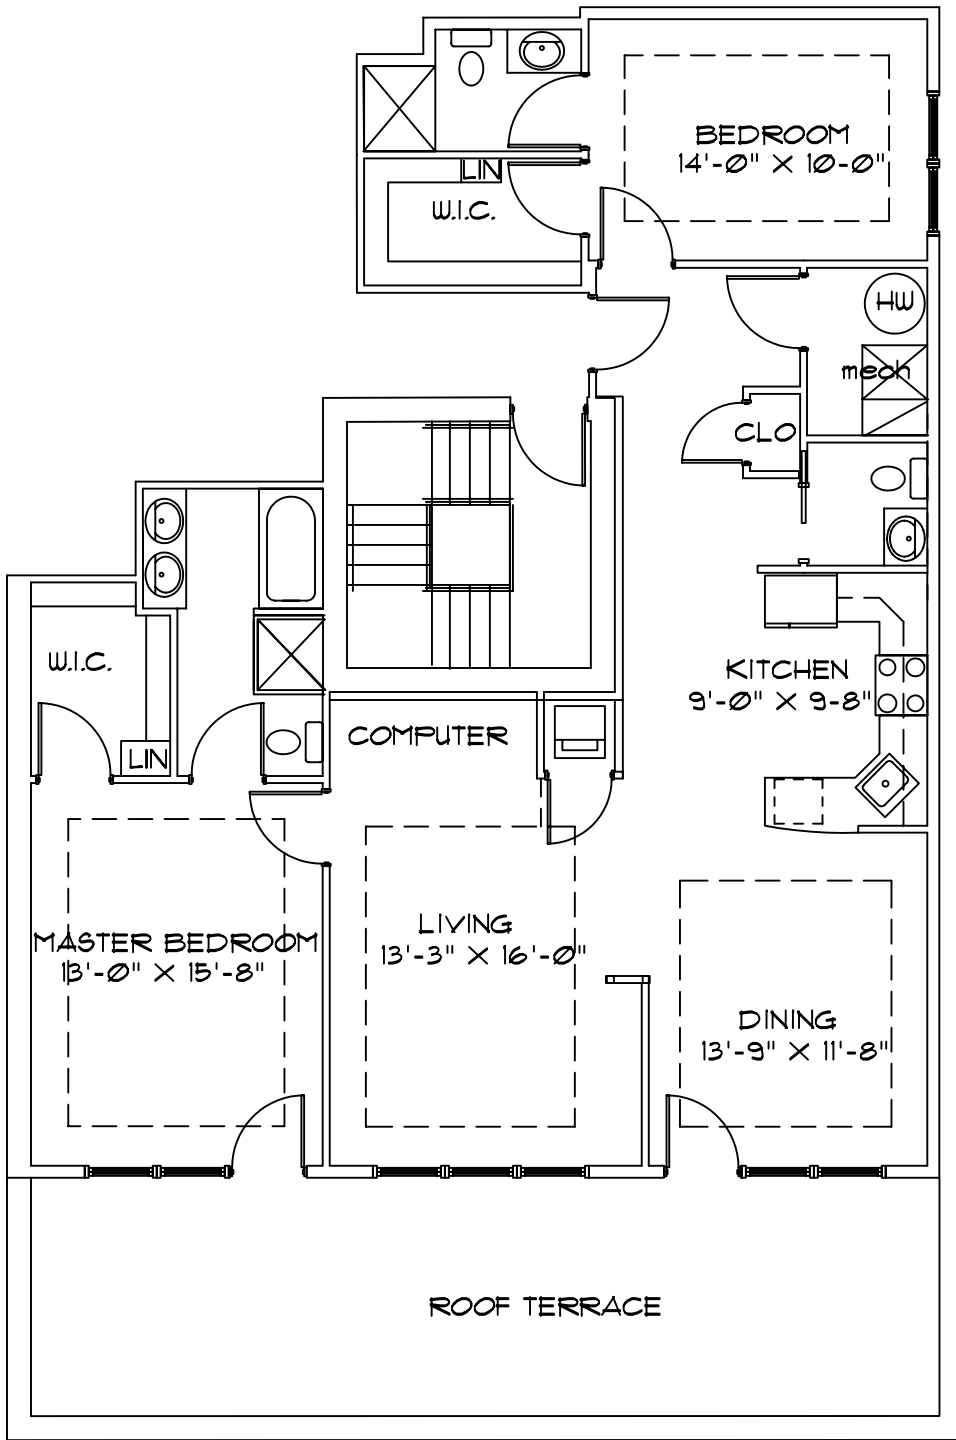 BEDROOM
14'-0" X 10-0"
LIN
W.I.C.
HW
mech
CLO
W.I.C.
KITCHEN
9'-0" X 9-8"
COMPUTER
LIN
LIVING
13'-3" X 16'-0"
MASTER BEDROOM
13'-0" X 15'-8"
DINING
13'-9" X 11'-8"
ROOF TERRACE